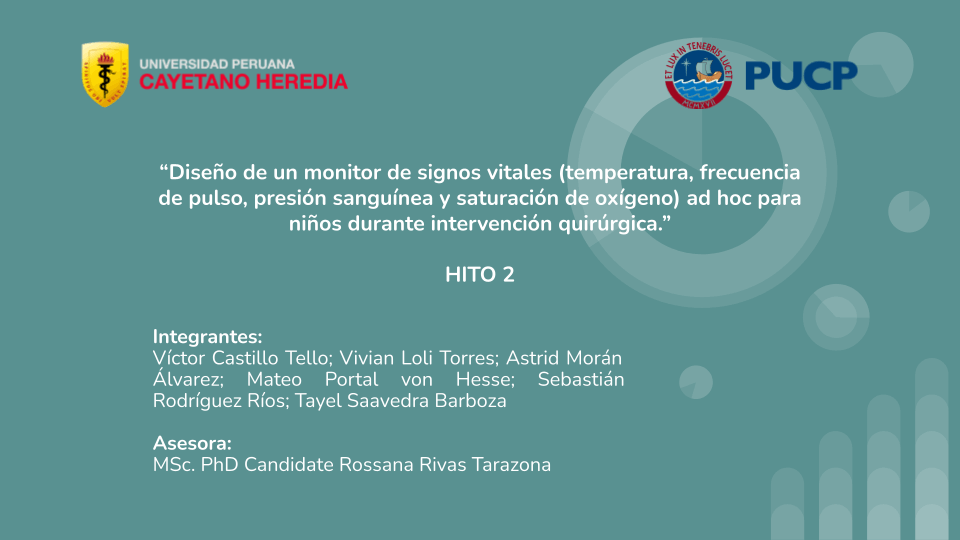 UNIVERSIDAD PERUANA
CAYETANO HEREDIA
ET LUX IN TENEBRIS LUCET
MCMXVII
PUCP
“Diseño de un monitor de signos vitales (temperatura, frecuencia
de pulso, presión sanguínea y saturación de oxígeno) ad hoc para
niños durante intervención quirúrgica.”
HITO 2
Integrantes:
Víctor Castillo Tello; Vivian Loli Torres; Astrid Morán
Álvarez; Mateo Portal von Hesse; Sebastián
Rodríguez Ríos; Tayel Saavedra Barboza
Asesora:
MSc. PhD Candidate Rossana Rivas Tarazona